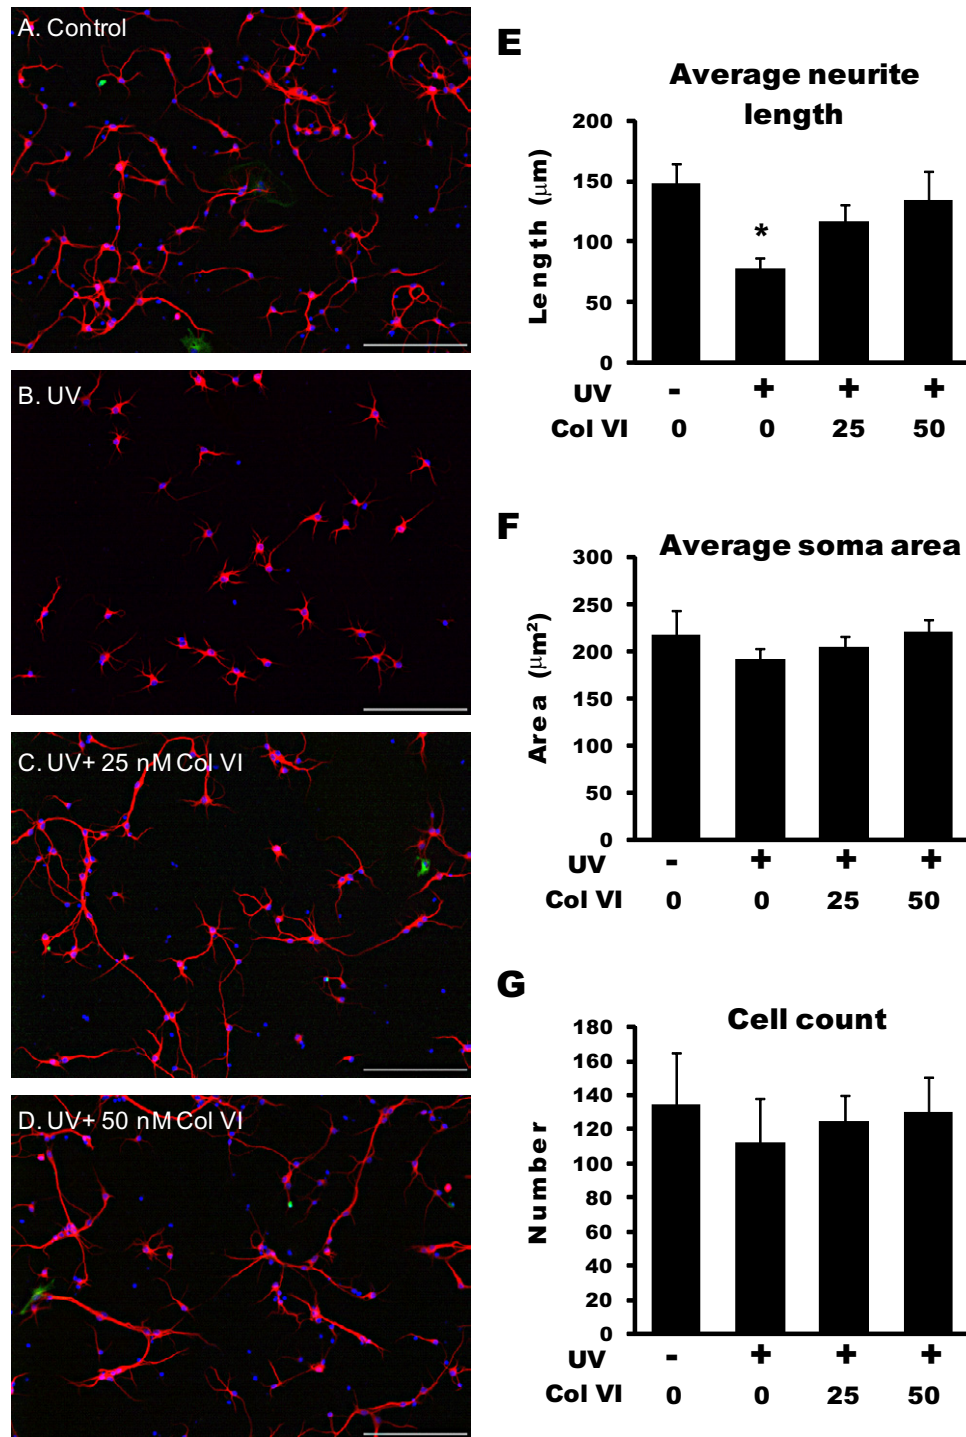 A. Control
B. UV
C. UV+ 25 nM Col VI
D. UV+ 50 nM Col VI
E
Average neurite
length
Length (μm)
200
150
100
50
0
UV - + + +
Col VI 0 0 25 50
*
F
Average soma area
Area (μm²)
300
250
200
150
100
50
0
UV - + + +
Col VI 0 0 25 50
G
Cell count
Number
180
160
140
120
100
80
60
40
20
0
UV - + + +
Col VI 0 0 25 50